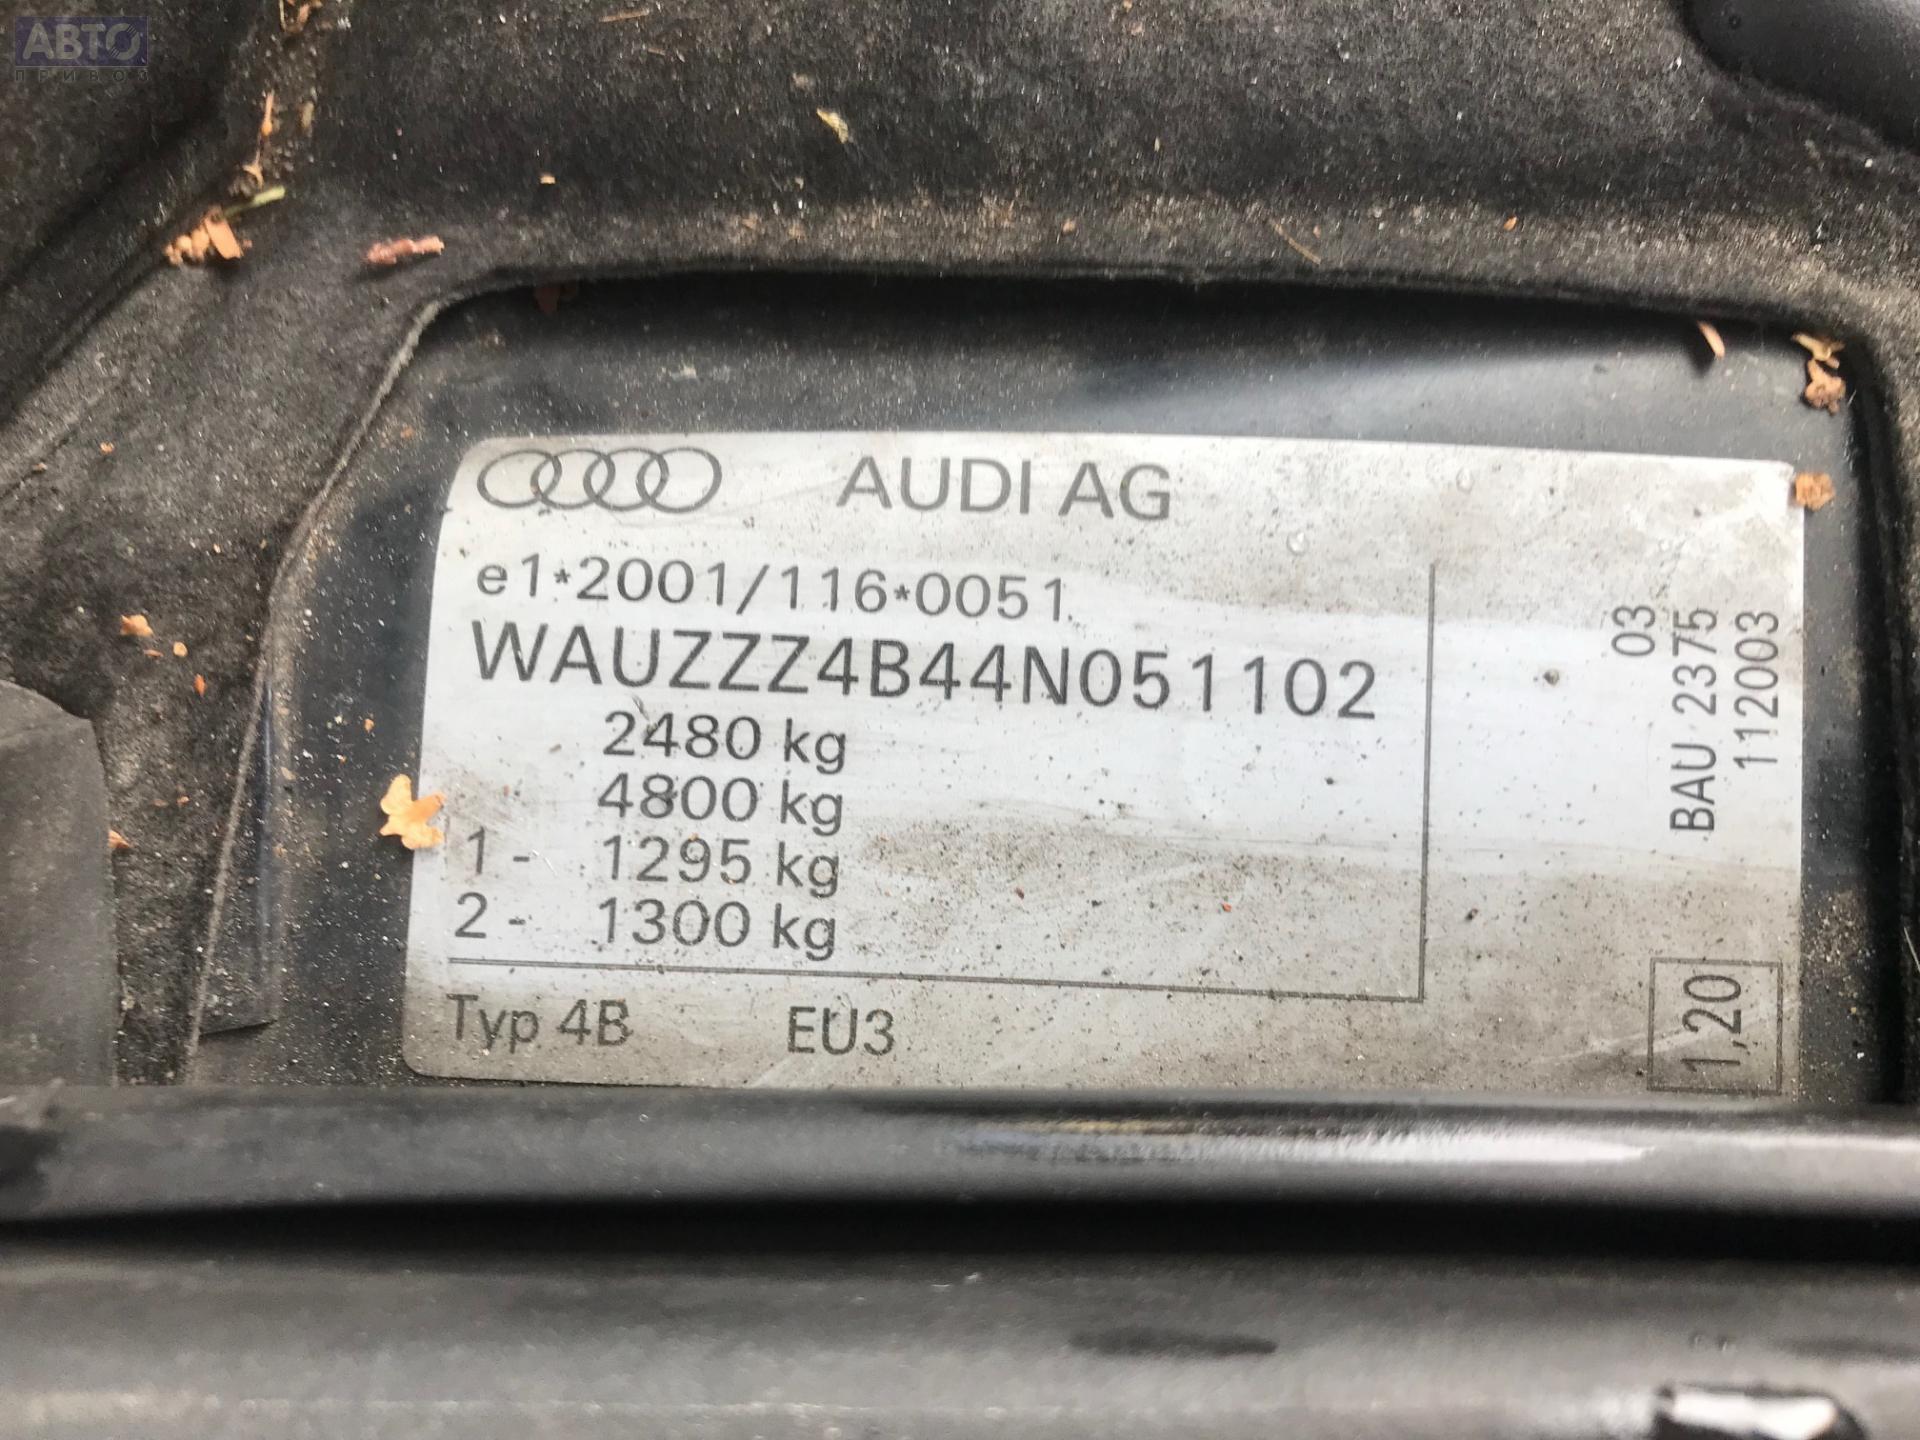 АВТО
ПРИВОЗ
AUDI AG
e1*2001/116*0051
WAUZZZ4B44N051102
2480 kg
4800 kg
1- 1295 kg
2- 1300 kg
Typ 4B EU3
03
BAU 2375
112003
1,20